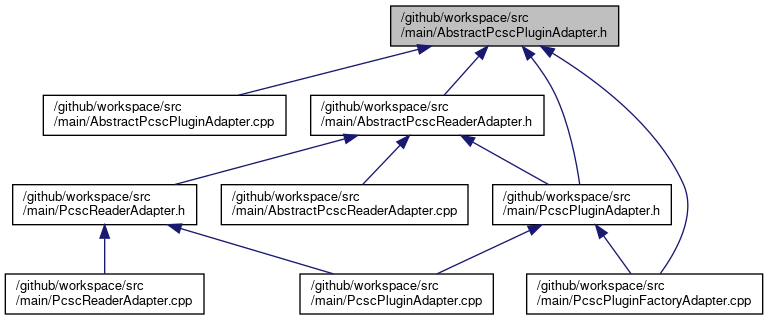 /github/workspace/src
/main/AbstractPcscPluginAdapter.h
/github/workspace/src
/main/AbstractPcscPluginAdapter.cpp
/github/workspace/src
/main/AbstractPcscReaderAdapter.h
/github/workspace/src
/main/PcscReaderAdapter.h
/github/workspace/src
/main/AbstractPcscReaderAdapter.cpp
/github/workspace/src
/main/PcscPluginAdapter.h
/github/workspace/src
/main/PcscReaderAdapter.cpp
/github/workspace/src
/main/PcscPluginAdapter.cpp
/github/workspace/src
/main/PcscPluginFactoryAdapter.cpp